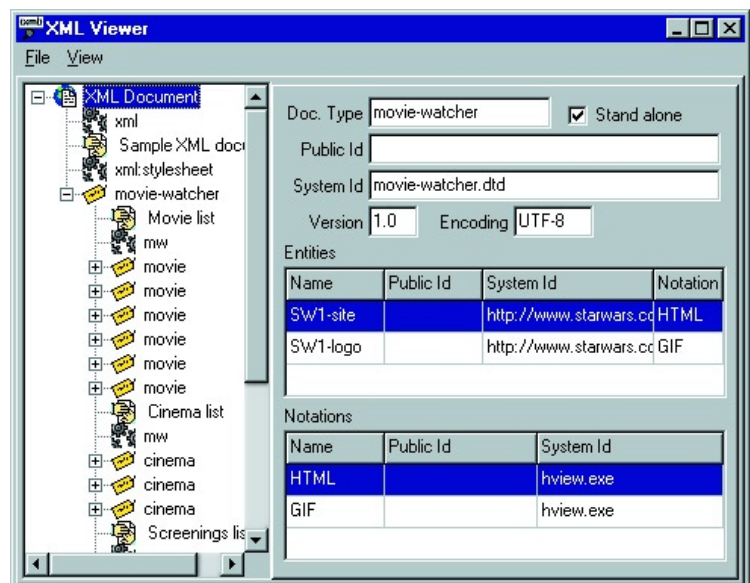 XML Viewer
File View
XML Document
xml
Sample XML docu
xml:stylesheet
movie-watcher
Movie list
mw
movie
movie
movie
movie
movie
movie
Cinema list
mw
cinema
cinema
cinema
Screenings lis
Doc. Type movie-watcher Stand alone
Public Id
System Id movie-watcher.dtd
Version 1.0 Encoding UTF-8
Entities
Name Public Id System Id Notation
SW1-site http://www.starwars.cc HTML
SW1-logo http://www.starwars.cc GIF
Notations
Name Public Id System Id
HTML hview.exe
GIF hview.exe